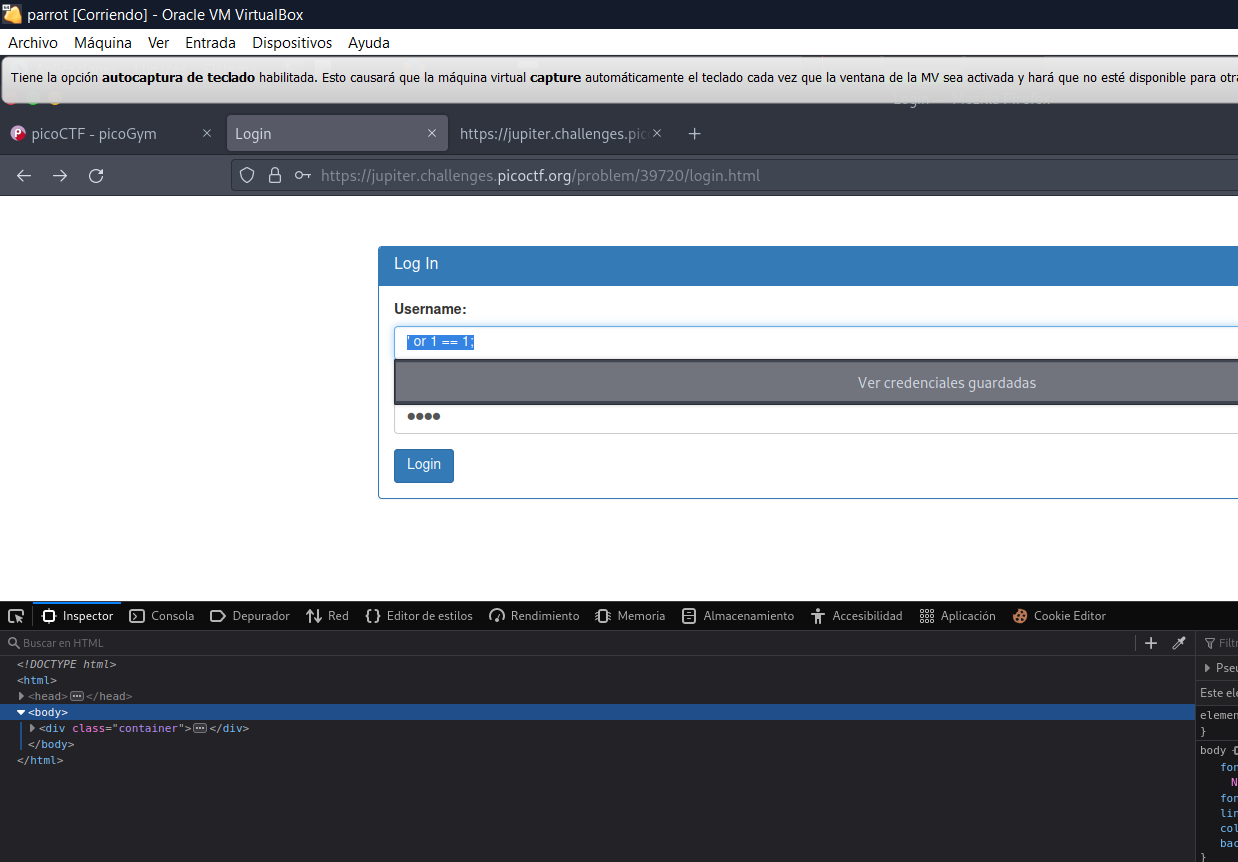 parrot [Corriendo] - Oracle VM VirtualBox
Archivo Máquina Ver Entrada Dispositivos Ayuda
Tiene la opción autocaptura de teclado habilitada. Esto causará que la máquina virtual capture automáticamente el teclado cada vez que la ventana de la MV sea activada y hará que no esté disponible para otra
picoCTF - picoGym Login https://jupiter.challenges.pic
https://jupiter.challenges.picoctf.org/problem/39720/login.html
Log In
Username:
' or 1 == 1;
Ver credenciales guardadas
Login
Inspector Consola Depurador Red Editor de estilos Rendimiento Memoria Almacenamiento Accesibilidad Aplicación Cookie Editor
Buscar en HTML Filtr
<!DOCTYPE html> Pseu
<html> Este ele
<head> </head>
<body> elemen
<div class="container"> </div> }
</body> body {
<html> fon
N
fon
lin
col
bac
}